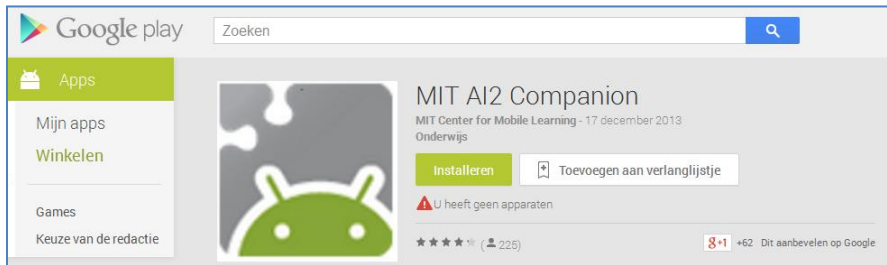 Google play
Zoeken
Apps
Mijn apps
Winkelen
Games
Keuze van de redactie
MIT AI2 Companion
MIT Center for Mobile Learning - 17 december 2013
Onderwijs
Installeren
Toevoegen aan verlanglijstje
U heeft geen apparaten
(225)
g+1 +62 Dit aanbevelen op Google